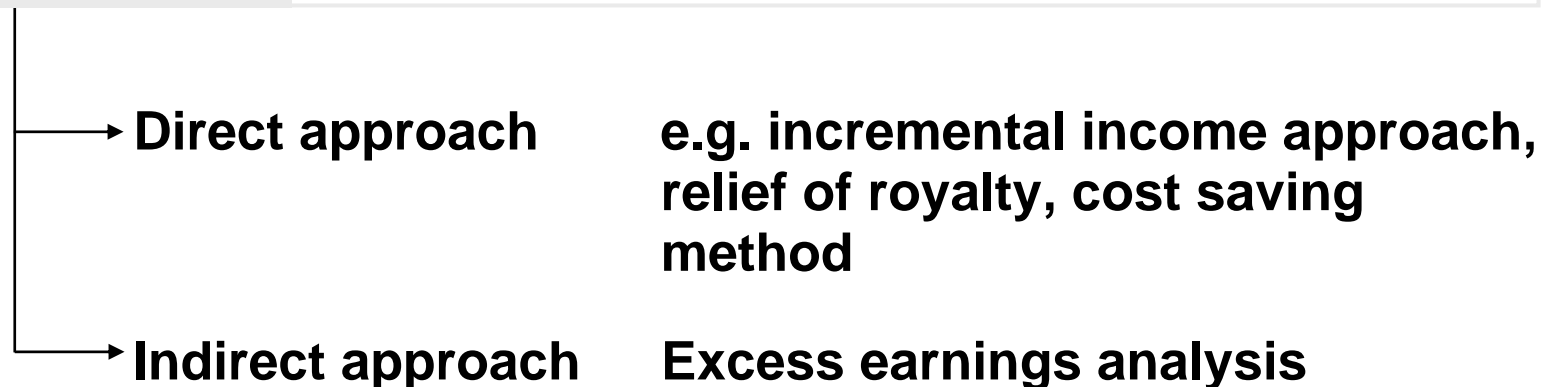 Direct approach e.g. incremental income approach,
relief of royalty, cost saving
method
Indirect approach Excess earnings analysis